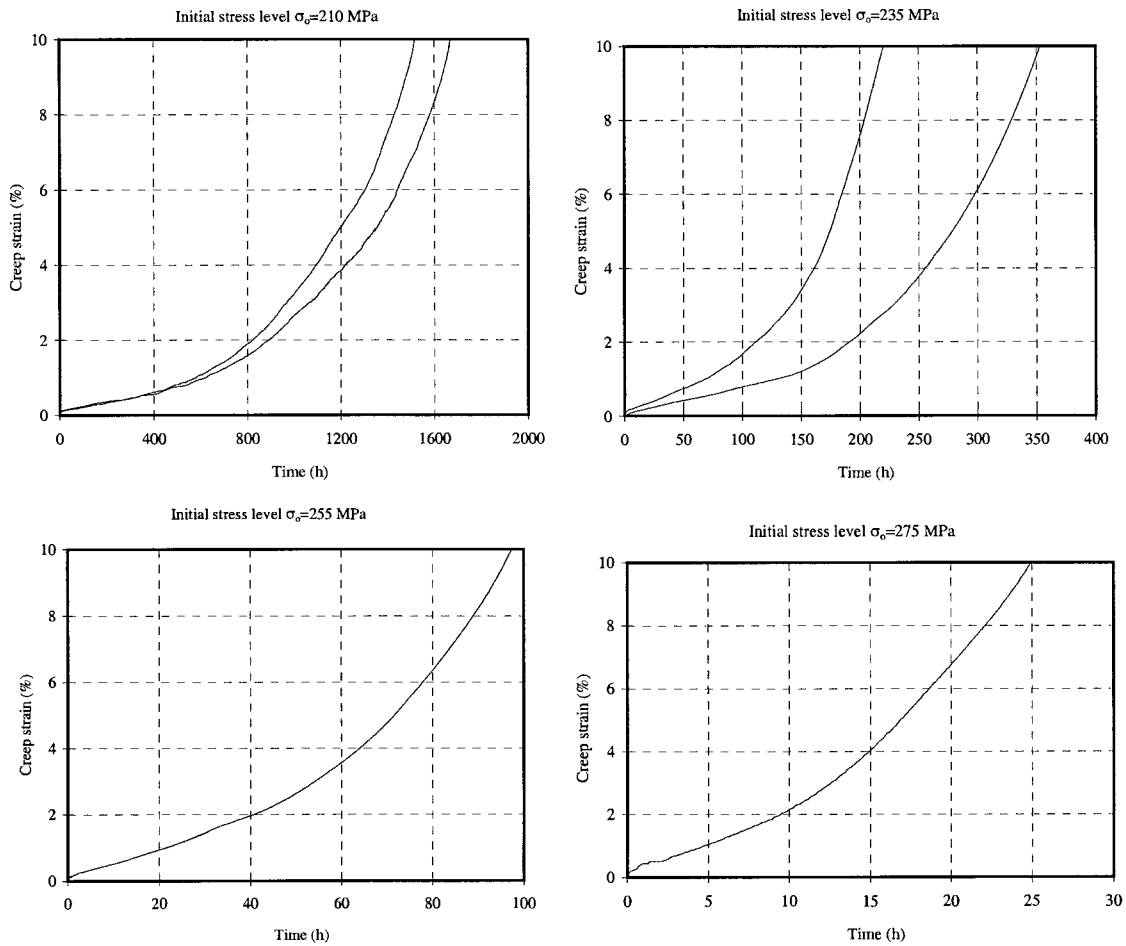 Initial stress level σₒ=210 MPa
10
8
6
4
2
0
Creep strain (%)
0 400 800 1200 1600 2000
Time (h)
Initial stress level σₒ=235 MPa
10
8
6
4
2
0
Creep strain (%)
0 50 100 150 200 250 300 350 400
Time (h)
Initial stress level σₒ=255 MPa
10
8
6
4
2
0
Creep strain (%)
0 20 40 60 80 100
Time (h)
Initial stress level σₒ=275 MPa
10
8
6
4
2
0
Creep strain (%)
0 5 10 15 20 25 30
Time (h)